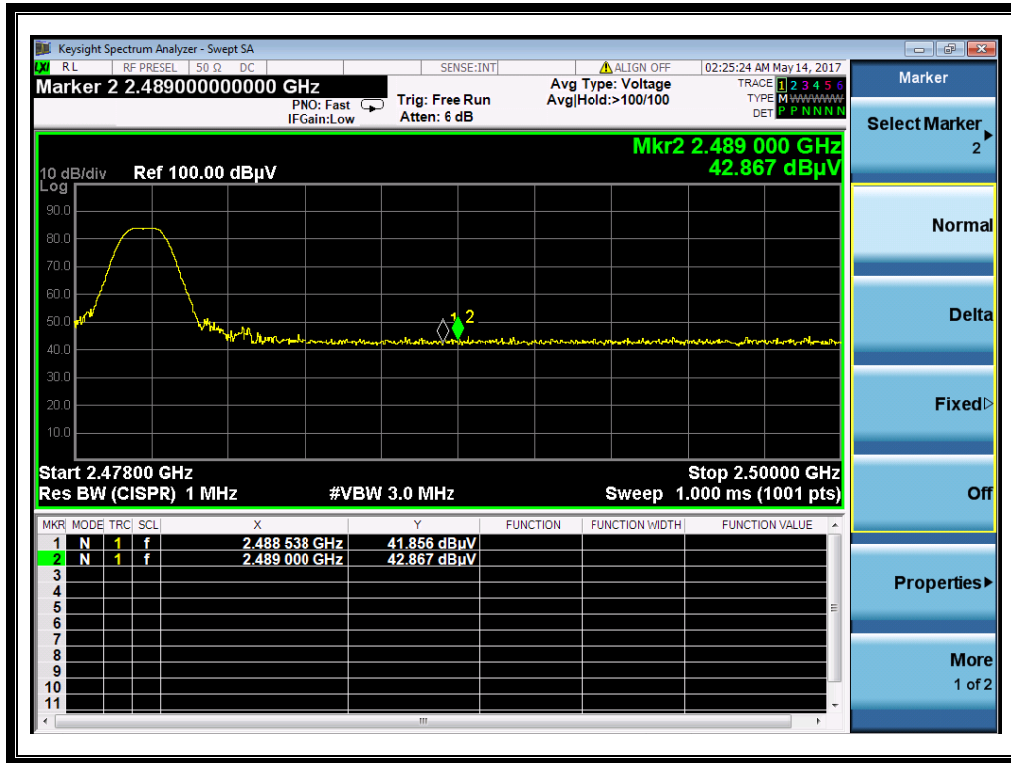 Keysight Spectrum Analyzer - Swept SA
LXI RL RF PRESEL 50 Ω DC SENSE:INT ALIGN OFF 02:25:24 AM May 14, 2017
Marker 2 2.489000000000 GHz
PNO: Fast
IFGain:Low
Trig: Free Run
Atten: 6 dB
Avg Type: Voltage
Avg|Hold:>100/100
TRACE 1 2 3 4 5 6
TYPE M WWWWW
DET P P N N N N
Mkr2 2.489 000 GHz
42.867 dBµV
10 dB/div Ref 100.00 dBµV
Log
90.0
80.0
70.0
60.0
50.0
40.0
30.0
20.0
10.0
1 2
Start 2.47800 GHz Stop 2.50000 GHz
Res BW (CISPR) 1 MHz #VBW 3.0 MHz Sweep 1.000 ms (1001 pts)
MKR MODE TRC SCL X Y FUNCTION FUNCTION WIDTH FUNCTION VALUE
1 N 1 f 2.488 538 GHz 41.856 dBµV
2 N 1 f 2.489 000 GHz 42.867 dBµV
3
4
5
6
7
8
9
10
11
Marker
Select Marker
2
Normal
Delta
Fixed
Off
Properties
More
1 of 2